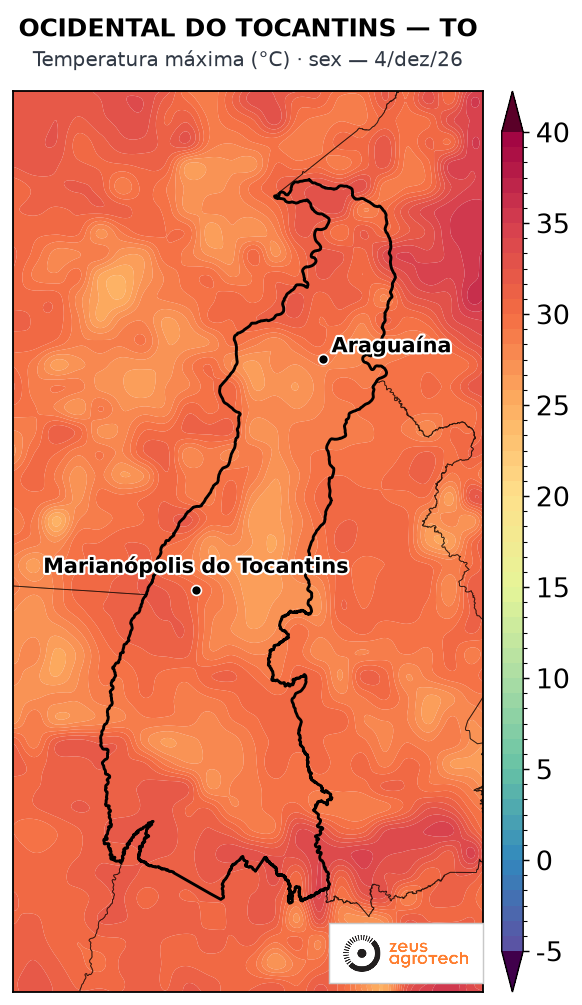 OCIDENTAL DO TOCANTINS — TO
Temperatura máxima (°C) · sex — 4/dez/26
40
35
30
25
20
15
10
5
0
-5
Araguaína
Marianópolis do Tocantins
zeus
agrotech